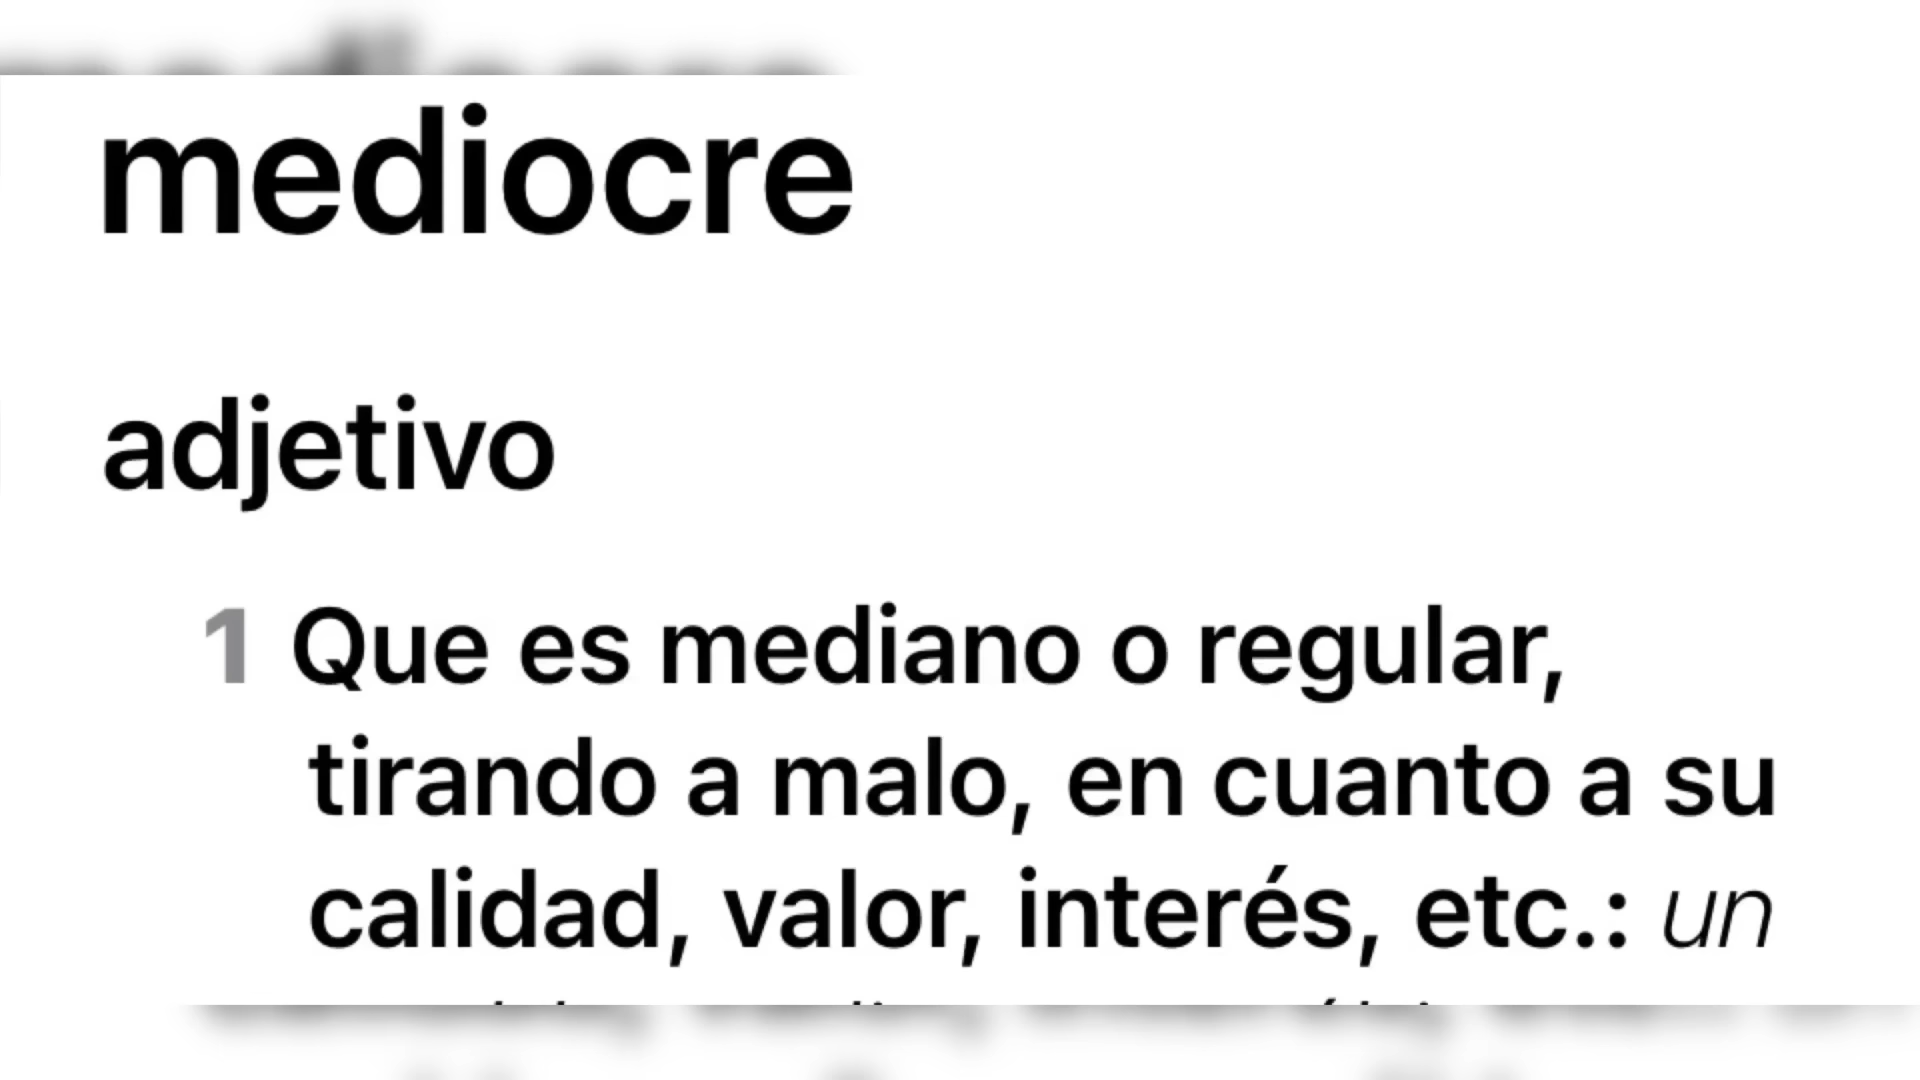 mediocre
adjetivo
1 Que es mediano o regular,
tirando a malo, en cuanto a su
calidad, valor, interés, etc.: un